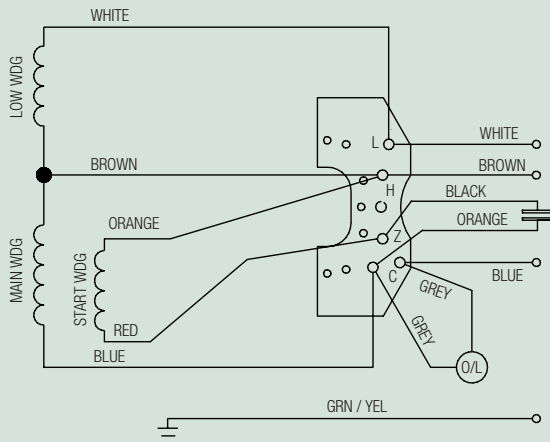 WHITE
LOW WDG
L
WHITE
BROWN
BROWN
H
BLACK
ORANGE
ORANGE
Z
MAIN WDG
START WDG
C
BLUE
GREY
GREY
RED
BLUE
O/L
GRN / YEL